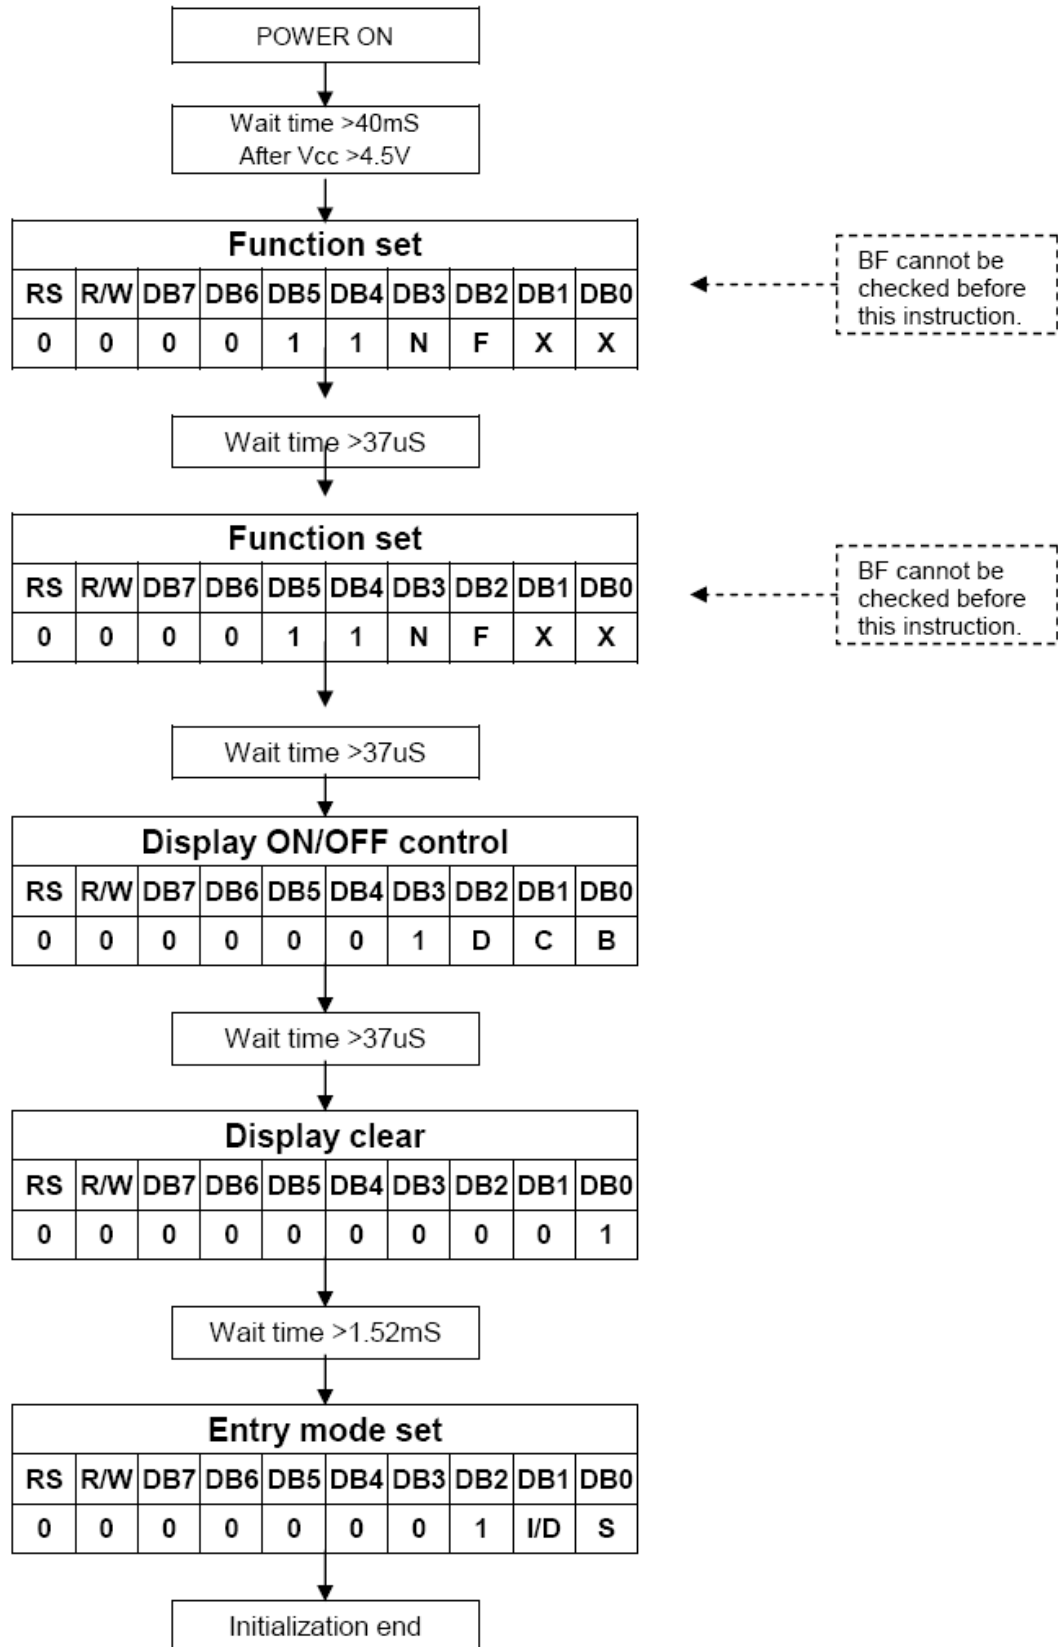 POWER ON
Wait time >40mS
After Vcc >4.5V
Function set
RS R/W DB7 DB6 DB5 DB4 DB3 DB2 DB1 DB0
0 0 0 0 1 1 N F X X
BF cannot be
checked before
this instruction.
Wait time >37uS
Function set
RS R/W DB7 DB6 DB5 DB4 DB3 DB2 DB1 DB0
0 0 0 0 1 1 N F X X
BF cannot be
checked before
this instruction.
Wait time >37uS
Display ON/OFF control
RS R/W DB7 DB6 DB5 DB4 DB3 DB2 DB1 DB0
0 0 0 0 0 0 1 D C B
Wait time >37uS
Display clear
RS R/W DB7 DB6 DB5 DB4 DB3 DB2 DB1 DB0
0 0 0 0 0 0 0 0 0 1
Wait time >1.52mS
Entry mode set
RS R/W DB7 DB6 DB5 DB4 DB3 DB2 DB1 DB0
0 0 0 0 0 0 0 1 I/D S
Initialization end